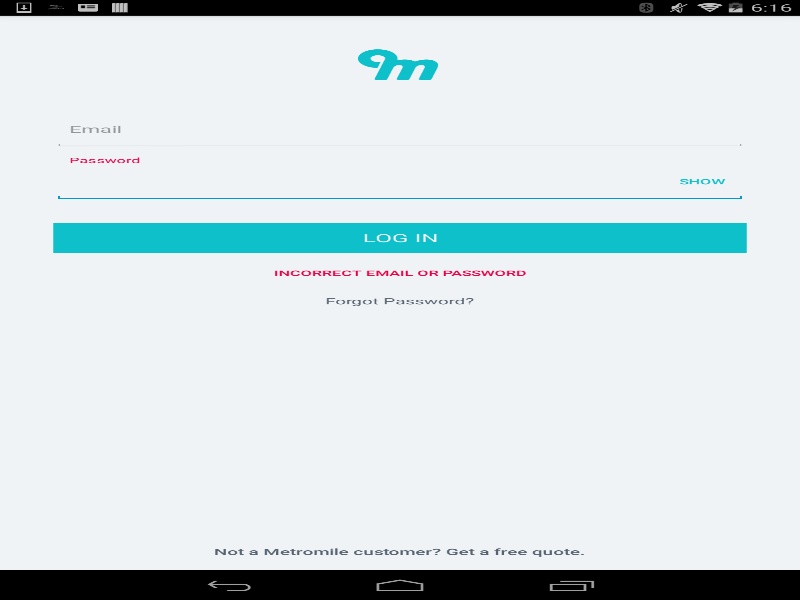 6:16
m
Email
Password
SHOW
LOG IN
INCORRECT EMAIL OR PASSWORD
Forgot Password?
Not a Metromile customer? Get a free quote.